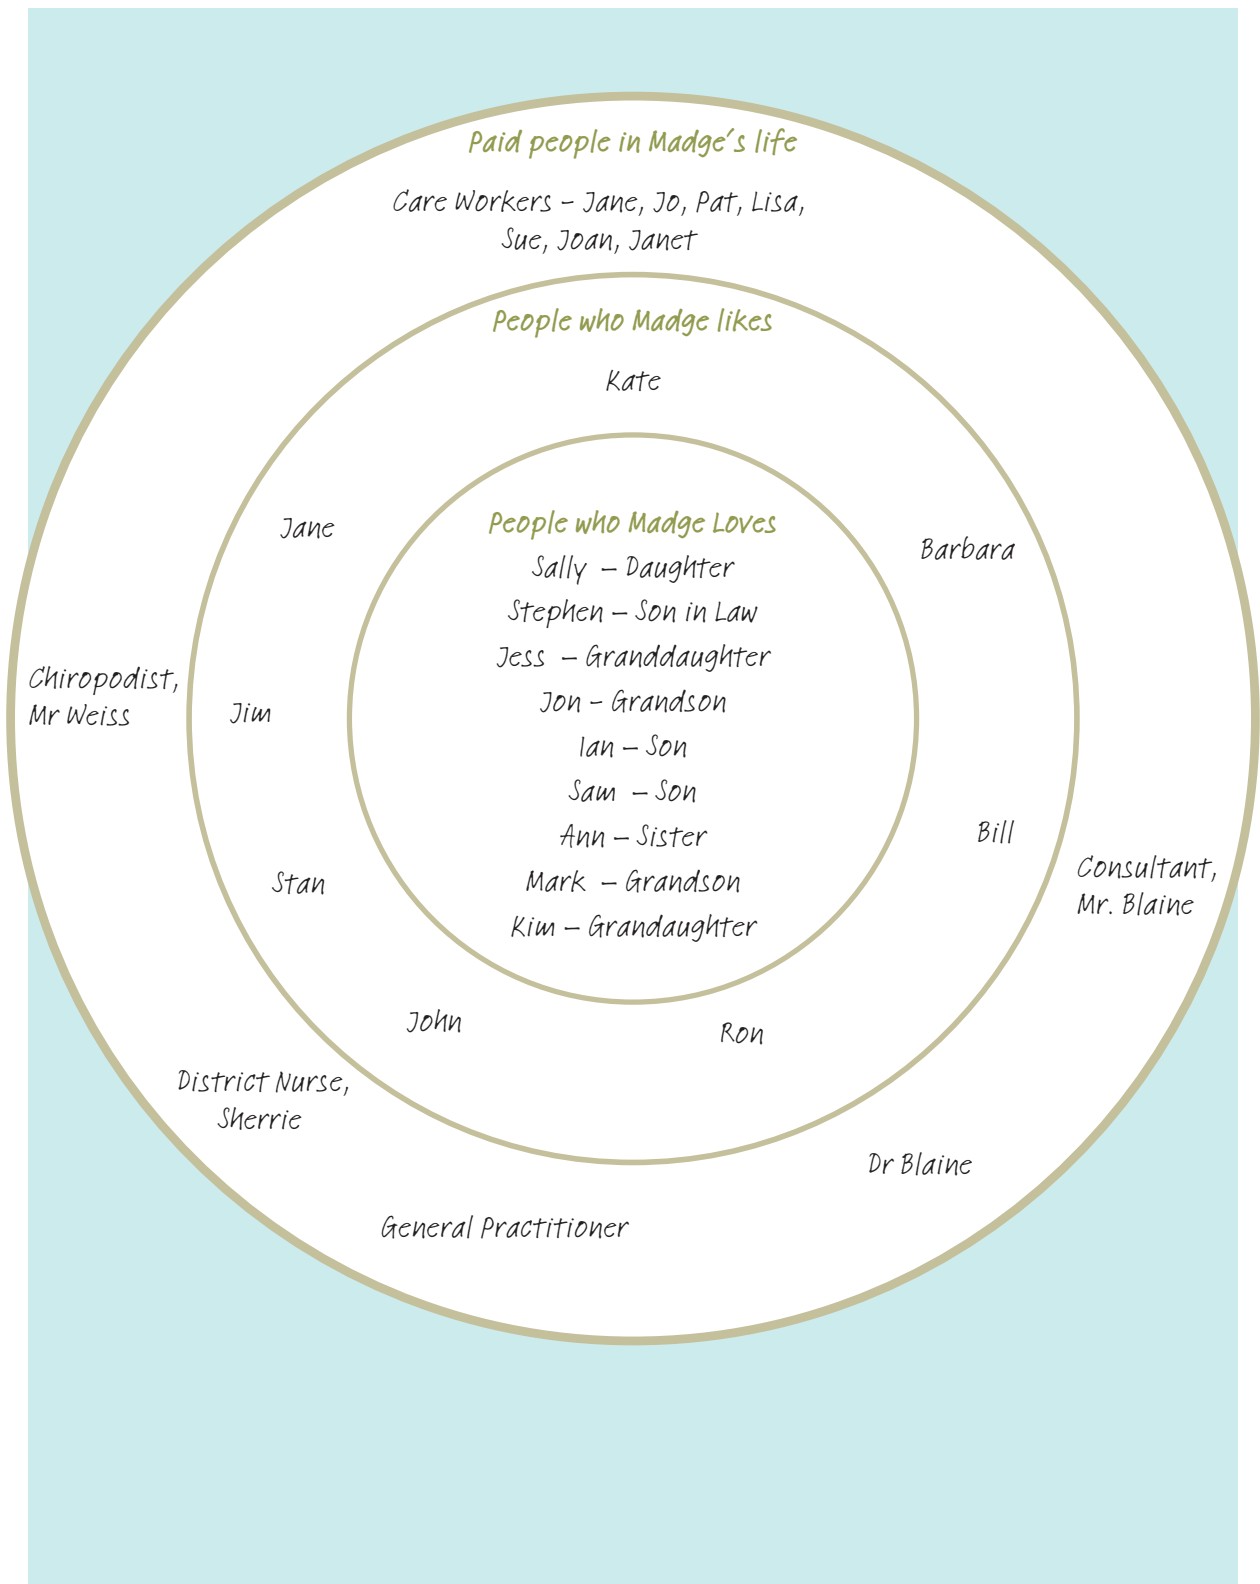 Paid people in Madge's life
Care Workers – Jane, Jo, Pat, Lisa,
Sue, Joan, Janet
People who Madge likes
Kate
Jane
Barbara
People who Madge Loves
Sally – Daughter
Stephen – Son in Law
Jess – Granddaughter
Jon – Grandson
Ian – Son
Sam – Son
Ann – Sister
Mark – Grandson
Kim – Grandaughter
Chiropodist,
Mr Weiss
Jim
Stan
Bill
Consultant,
Mr. Blaine
John
Ron
District Nurse,
Sherrie
Dr Blaine
General Practitioner